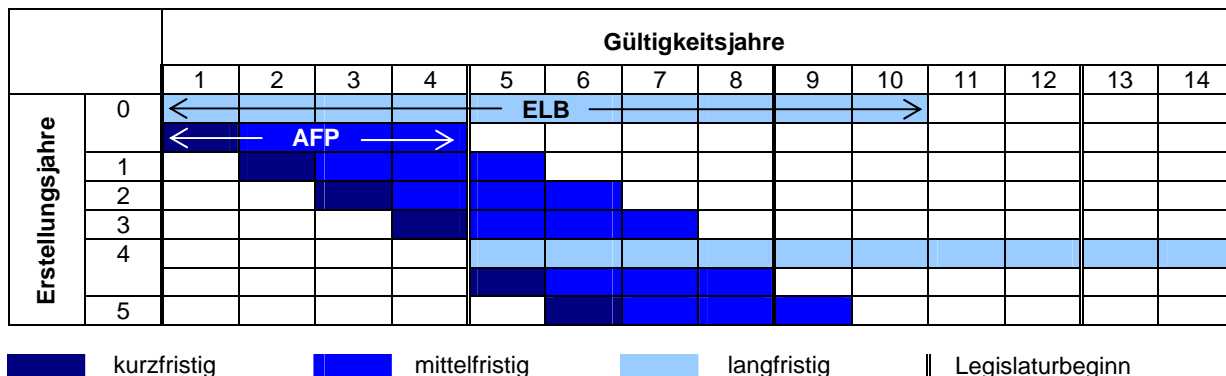 Gültigkeitsjahre
1 2 3 4 5 6 7 8 9 10 11 12 13 14
Erstellungsjahre
0 ELB
AFP
1
2
3
4
5
kurzfristig mittelfristig langfristig Legislaturbeginn